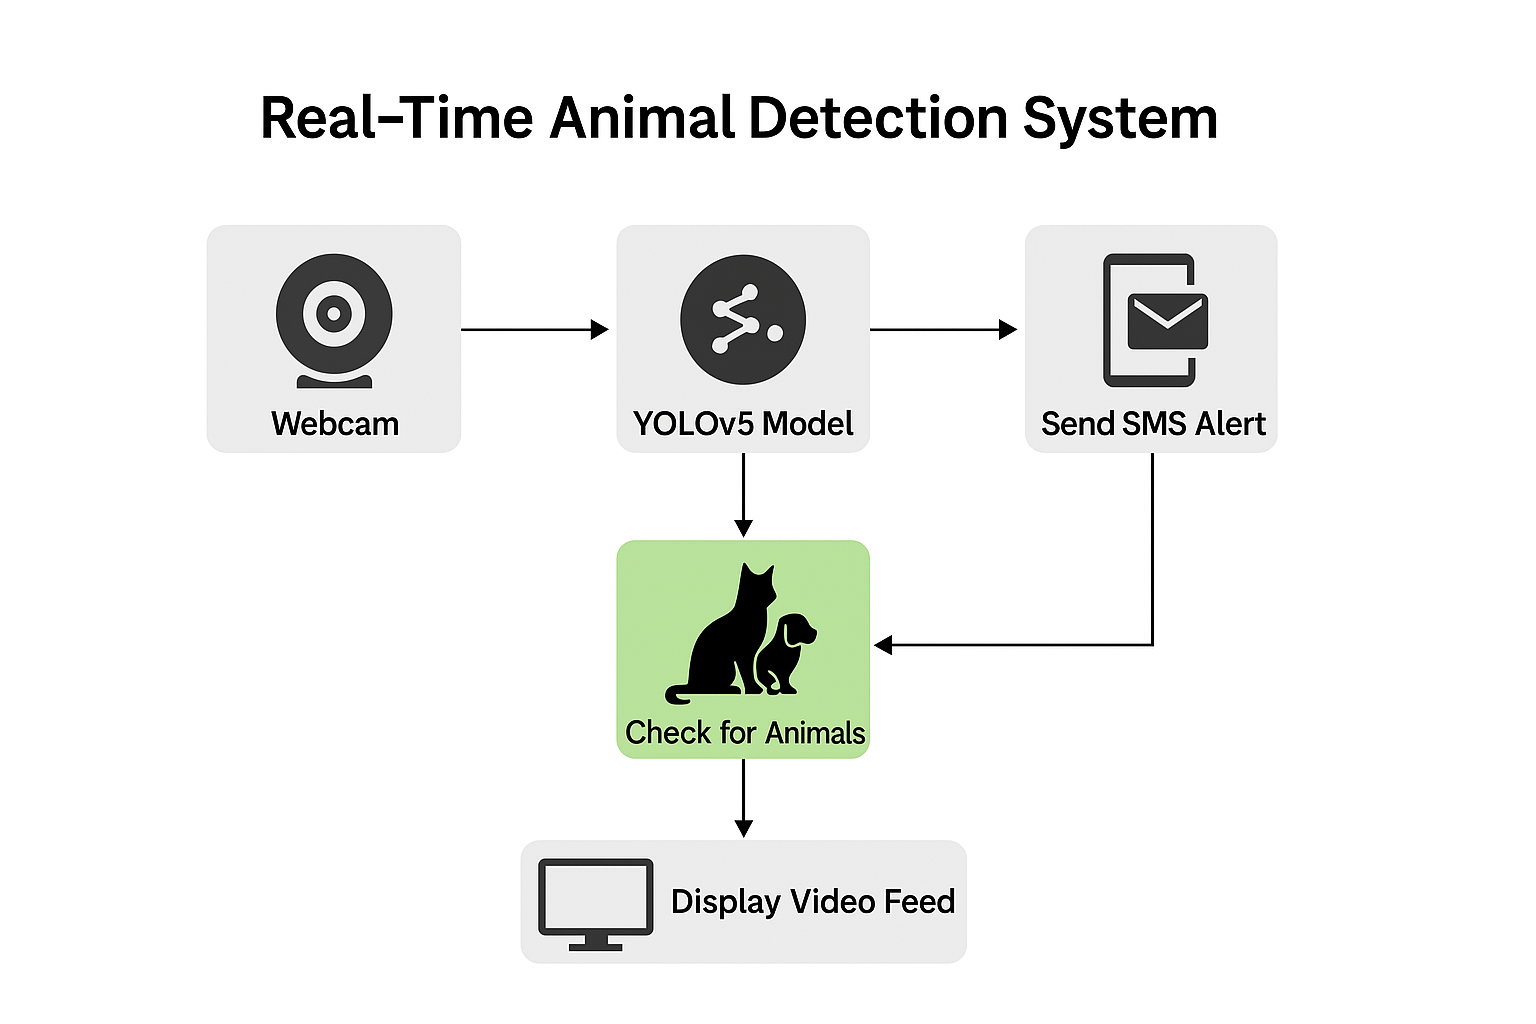 Real-Time Animal Detection System
Webcam
YOLOv5 Model
Send SMS Alert
Check for Animals
Display Video Feed